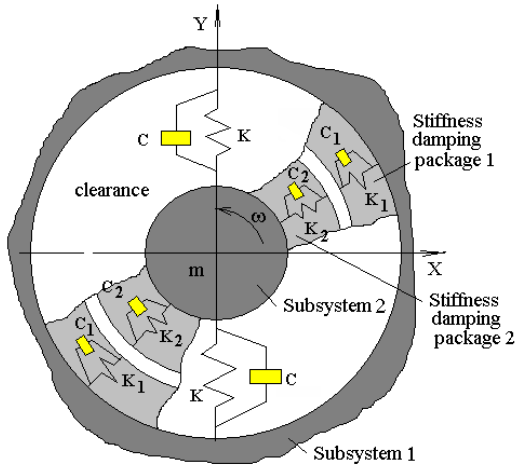 Y
C
K
C1
K1
Stiffness
damping
package 1
clearance
C2
K2
ω
X
m
Subsystem 2
Stiffness
damping
package 2
C2
K2
C1
K1
K
C
Subsystem 1